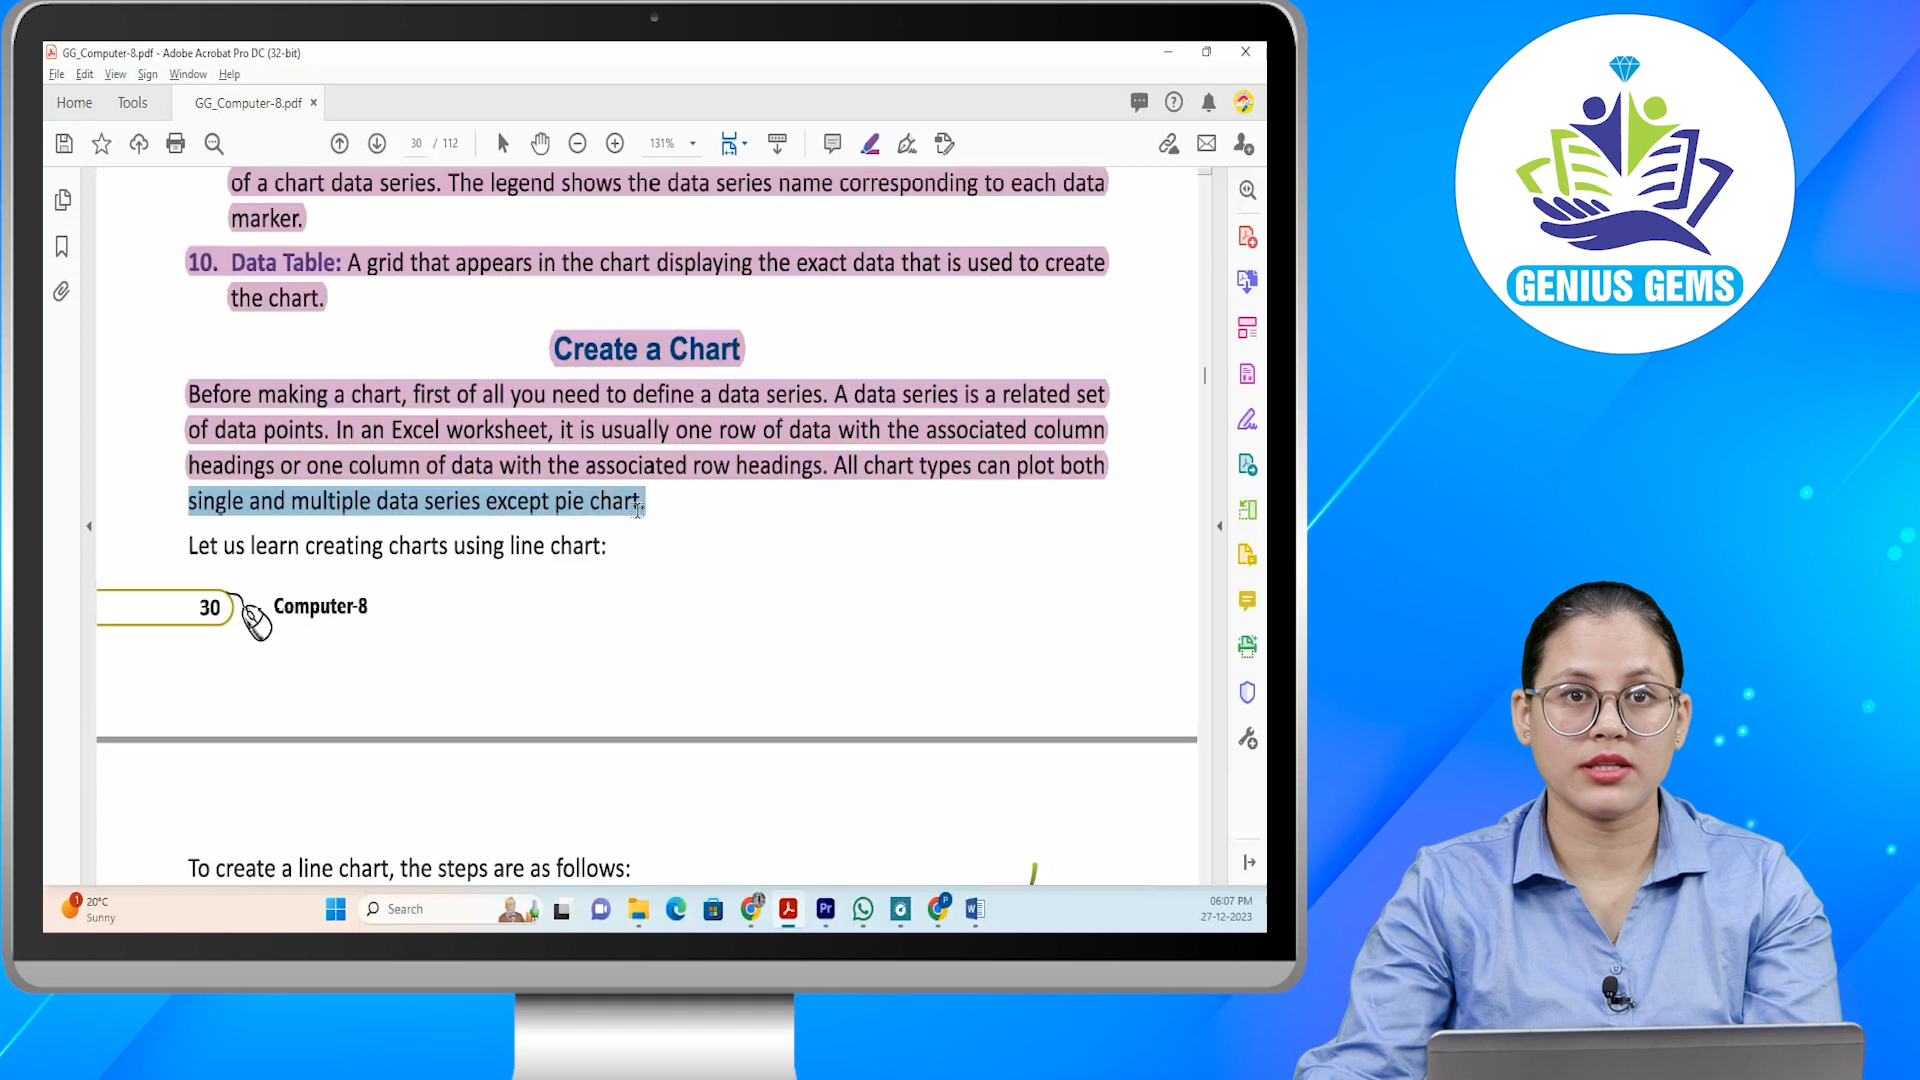 GG_Computer-8.pdf - Adobe Acrobat Pro DC (32-bit)
File Edit View Sign Window Help
Home Tools GG_Computer-8.pdf ×
30 / 112 131%
of a chart data series. The legend shows the data series name corresponding to each data
marker.
10. Data Table: A grid that appears in the chart displaying the exact data that is used to create
the chart.
Create a Chart
Before making a chart, first of all you need to define a data series. A data series is a related set
of data points. In an Excel worksheet, it is usually one row of data with the associated column
headings or one column of data with the associated row headings. All chart types can plot both
single and multiple data series except pie chart.
Let us learn creating charts using line chart:
30 Computer-8
To create a line chart, the steps are as follows:
1 20°C
Sunny
Search
Pr
P
06:07 PM
27-12-2023
GENIUS GEMS